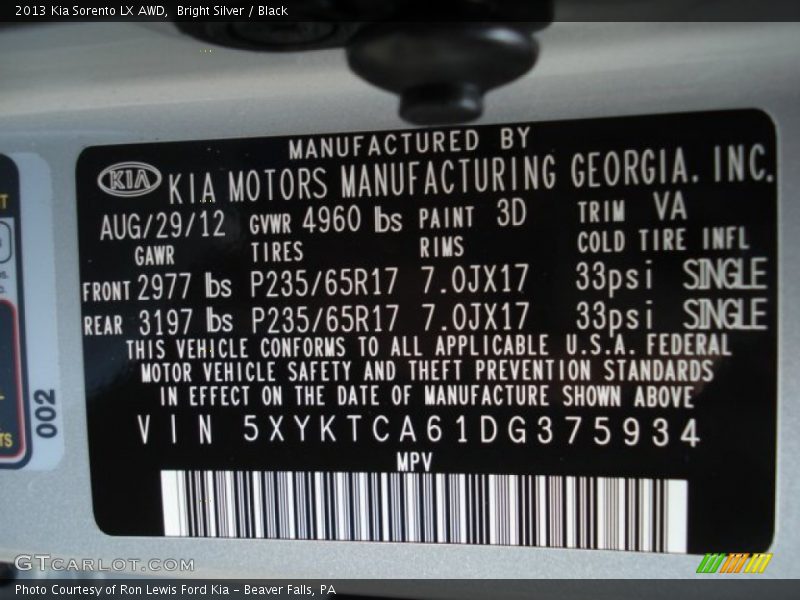 2013 Kia Sorento LX AWD,  Bright Silver / Black
MANUFACTURED BY
KIA KIA MOTORS MANUFACTURING GEORGIA. INC.
AUG/29/12 GVWR 4960 lbs PAINT 3D TRIM VA
GAWR TIRES RIMS COLD TIRE INFL
FRONT 2977 lbs P235/65R17 7.0JX17 33psi SINGLE
REAR 3197 lbs P235/65R17 7.0JX17 33psi SINGLE
THIS VEHICLE CONFORMS TO ALL APPLICABLE U.S.A. FEDERAL
MOTOR VEHICLE SAFETY AND THEFT PREVENTION STANDARDS
IN EFFECT ON THE DATE OF MANUFACTURE SHOWN ABOVE
VIN 5XYKTCA61DG375934
MPV
002
GTcarlot.com
Photo Courtesy of Ron Lewis Ford Kia - Beaver Falls, PA